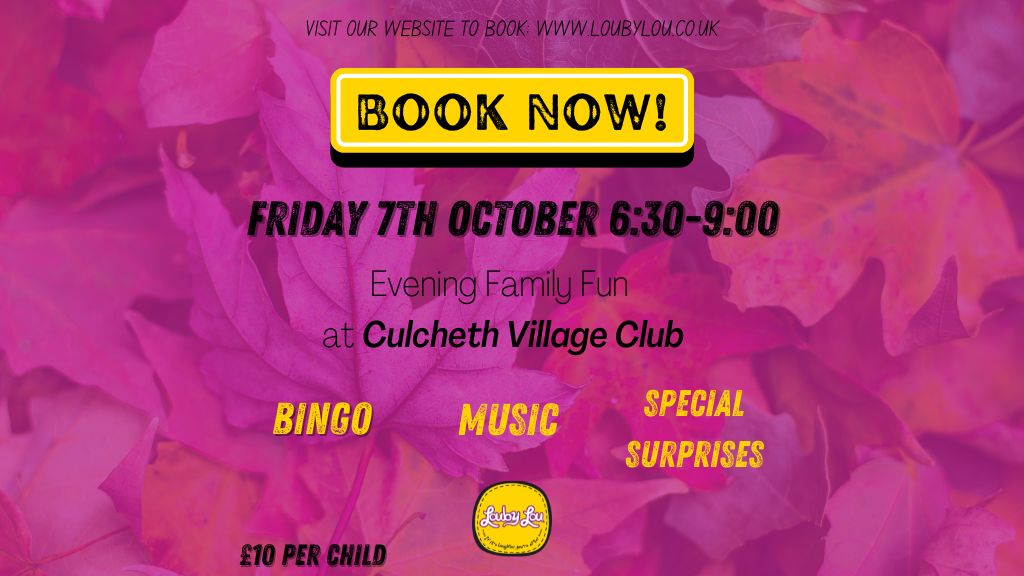 VISIT OUR WEBSITE TO BOOK: WWW.LOUBYLOU.CO.UK
BOOK NOW!
FRIDAY 7TH OCTOBER 6:30-9:00
Evening Family Fun
at Culcheth Village Club
BINGO
MUSIC
SPECIAL
SURPRISES
Louby Lou
£10 PER CHILD